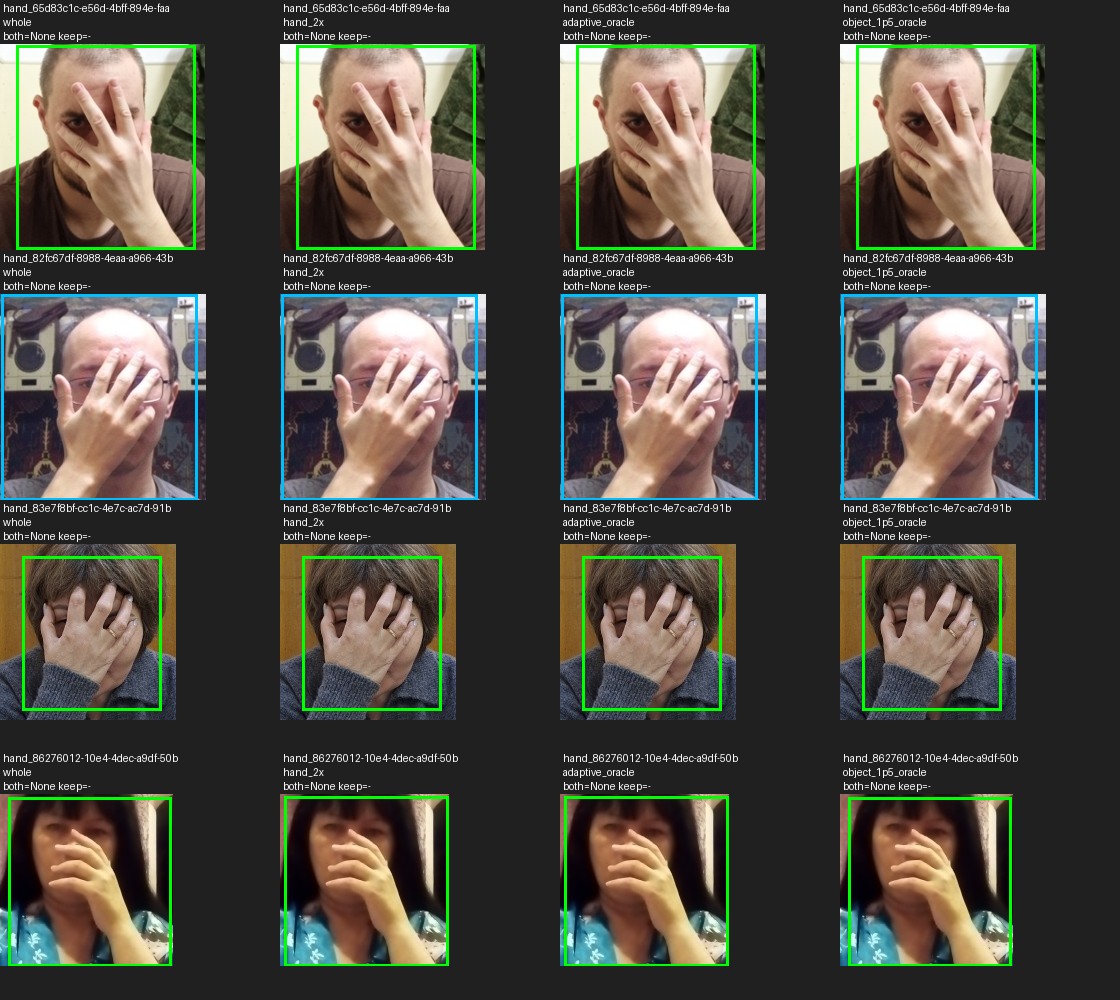 hand_65d83c1c-e56d-4bff-894e-faa
whole
both=None keep=-
hand_65d83c1c-e56d-4bff-894e-faa
hand_2x
both=None keep=-
hand_65d83c1c-e56d-4bff-894e-faa
adaptive_oracle
both=None keep=-
hand_65d83c1c-e56d-4bff-894e-faa
object_1p5_oracle
both=None keep=-
hand_82fc67df-8988-4eaa-a966-43b
whole
both=None keep=-
hand_82fc67df-8988-4eaa-a966-43b
hand_2x
both=None keep=-
hand_82fc67df-8988-4eaa-a966-43b
adaptive_oracle
both=None keep=-
hand_82fc67df-8988-4eaa-a966-43b
object_1p5_oracle
both=None keep=-
hand_83e7f8bf-cc1c-4e7c-ac7d-91b
whole
both=None keep=-
hand_83e7f8bf-cc1c-4e7c-ac7d-91b
hand_2x
both=None keep=-
hand_83e7f8bf-cc1c-4e7c-ac7d-91b
adaptive_oracle
both=None keep=-
hand_83e7f8bf-cc1c-4e7c-ac7d-91b
object_1p5_oracle
both=None keep=-
hand_86276012-10e4-4dec-a9df-50b
whole
both=None keep=-
hand_86276012-10e4-4dec-a9df-50b
hand_2x
both=None keep=-
hand_86276012-10e4-4dec-a9df-50b
adaptive_oracle
both=None keep=-
hand_86276012-10e4-4dec-a9df-50b
object_1p5_oracle
both=None keep=-